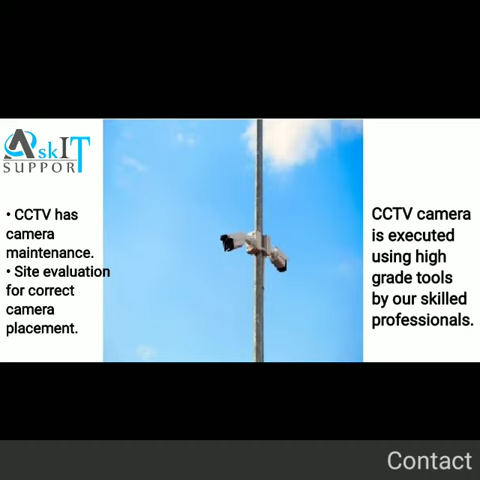 AskIT
SUPPORT
• CCTV has
camera
maintenance.
• Site evaluation
for correct
camera
placement.
CCTV camera
is executed
using high
grade tools
by our skilled
professionals.
Contact